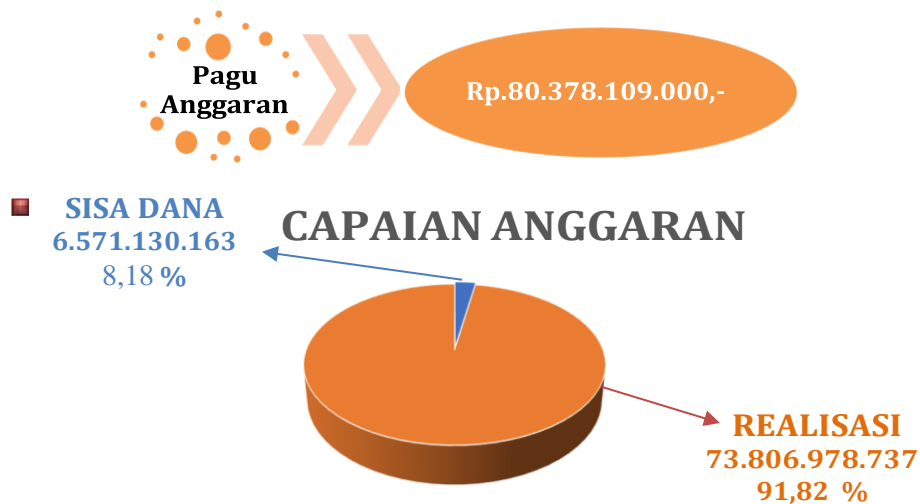 Pagu
Anggaran
Rp.80.378.109.000,-
CAPAIAN ANGGARAN
SISA DANA
6.571.130.163
8,18 %
REALISASI
73.806.978.737
91,82 %